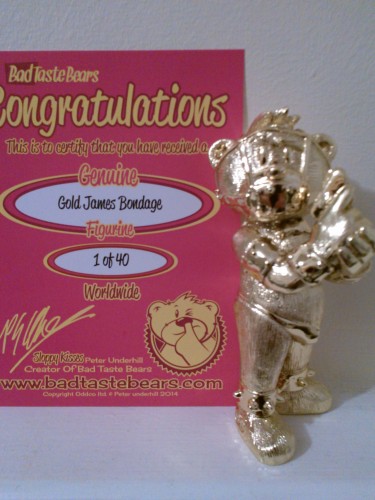 Bad Taste Bears
Congratulations
This is to certify that you have received a
Genuine
Gold James Bondage
Figurine
1 of 40
Worldwide
Sloppy Kisses Peter Underhill
Creator Of Bad Taste Bears
www.badtastebears.com
Copyright Oddco ltd & Peter underhill 2014